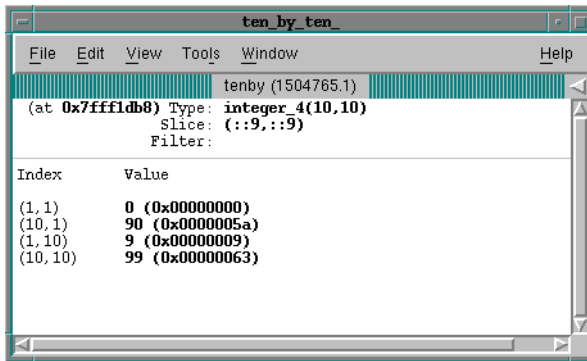 ten_by_ten_
File Edit View Tools Window Help
tenby (1504765.1)
(at 0x7fff1db8) Type: integer_4(10,10)
Slice: (::9,::9)
Filter:
Index Value
(1,1) 0 (0x00000000)
(10,1) 90 (0x0000005a)
(1,10) 9 (0x00000009)
(10,10) 99 (0x00000063)